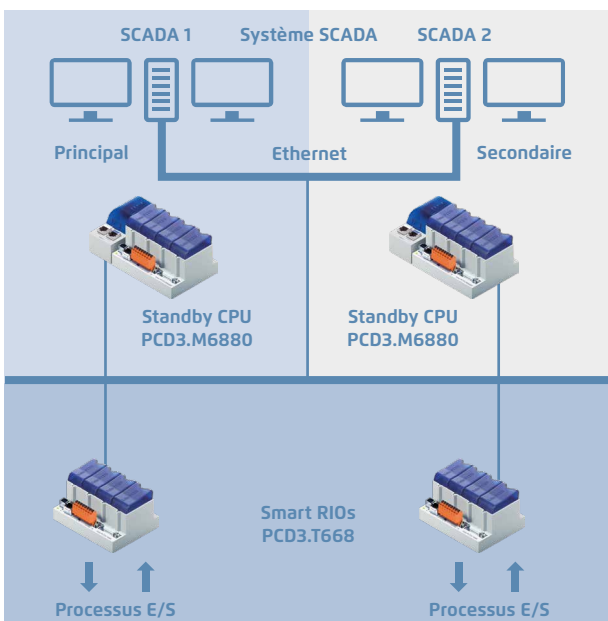 SCADA 1 Système SCADA SCADA 2
Principal Ethernet Secondaire
Standby CPU
PCD3.M6880
Standby CPU
PCD3.M6880
Smart RIOs
PCD3.T668
Processus E/S Processus E/S